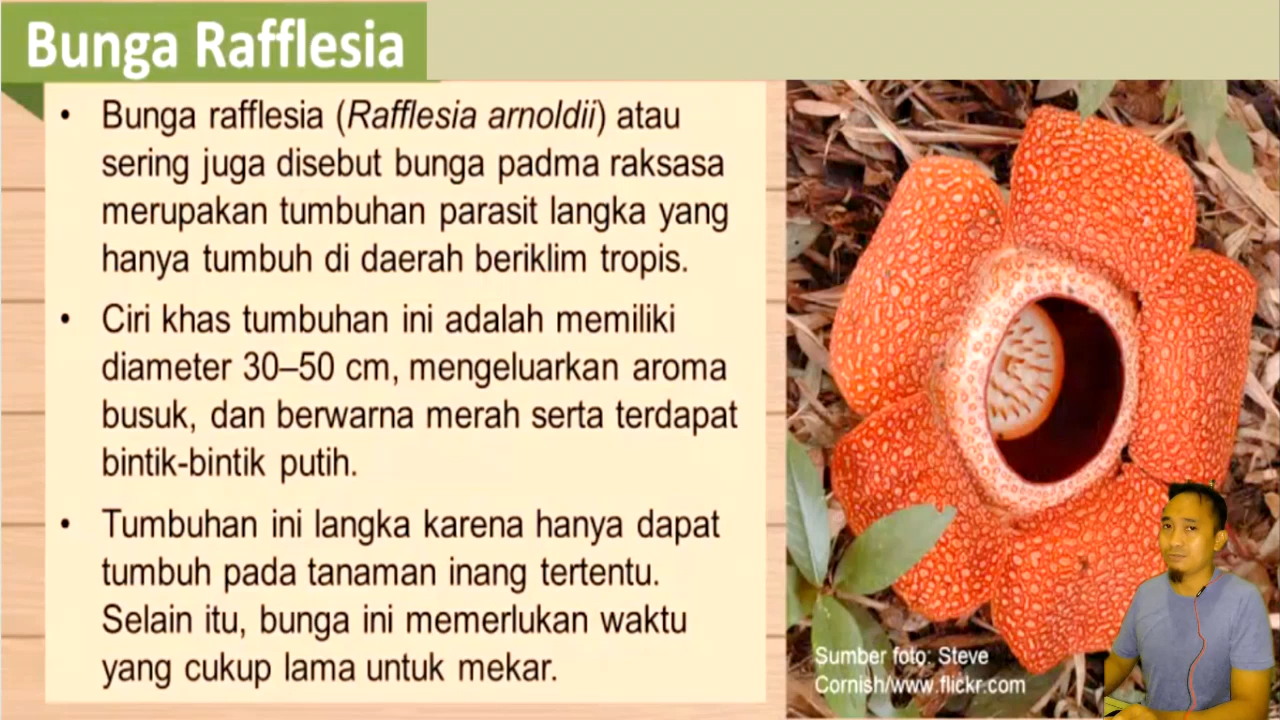 Bunga Rafflesia
• Bunga rafflesia (Rafflesia arnoldii) atau
sering juga disebut bunga padma raksasa
merupakan tumbuhan parasit langka yang
hanya tumbuh di daerah beriklim tropis.
• Ciri khas tumbuhan ini adalah memiliki
diameter 30–50 cm, mengeluarkan aroma
busuk, dan berwarna merah serta terdapat
bintik-bintik putih.
• Tumbuhan ini langka karena hanya dapat
tumbuh pada tanaman inang tertentu.
Selain itu, bunga ini memerlukan waktu
yang cukup lama untuk mekar.
Sumber foto: Steve
Cornish/www.flickr.com